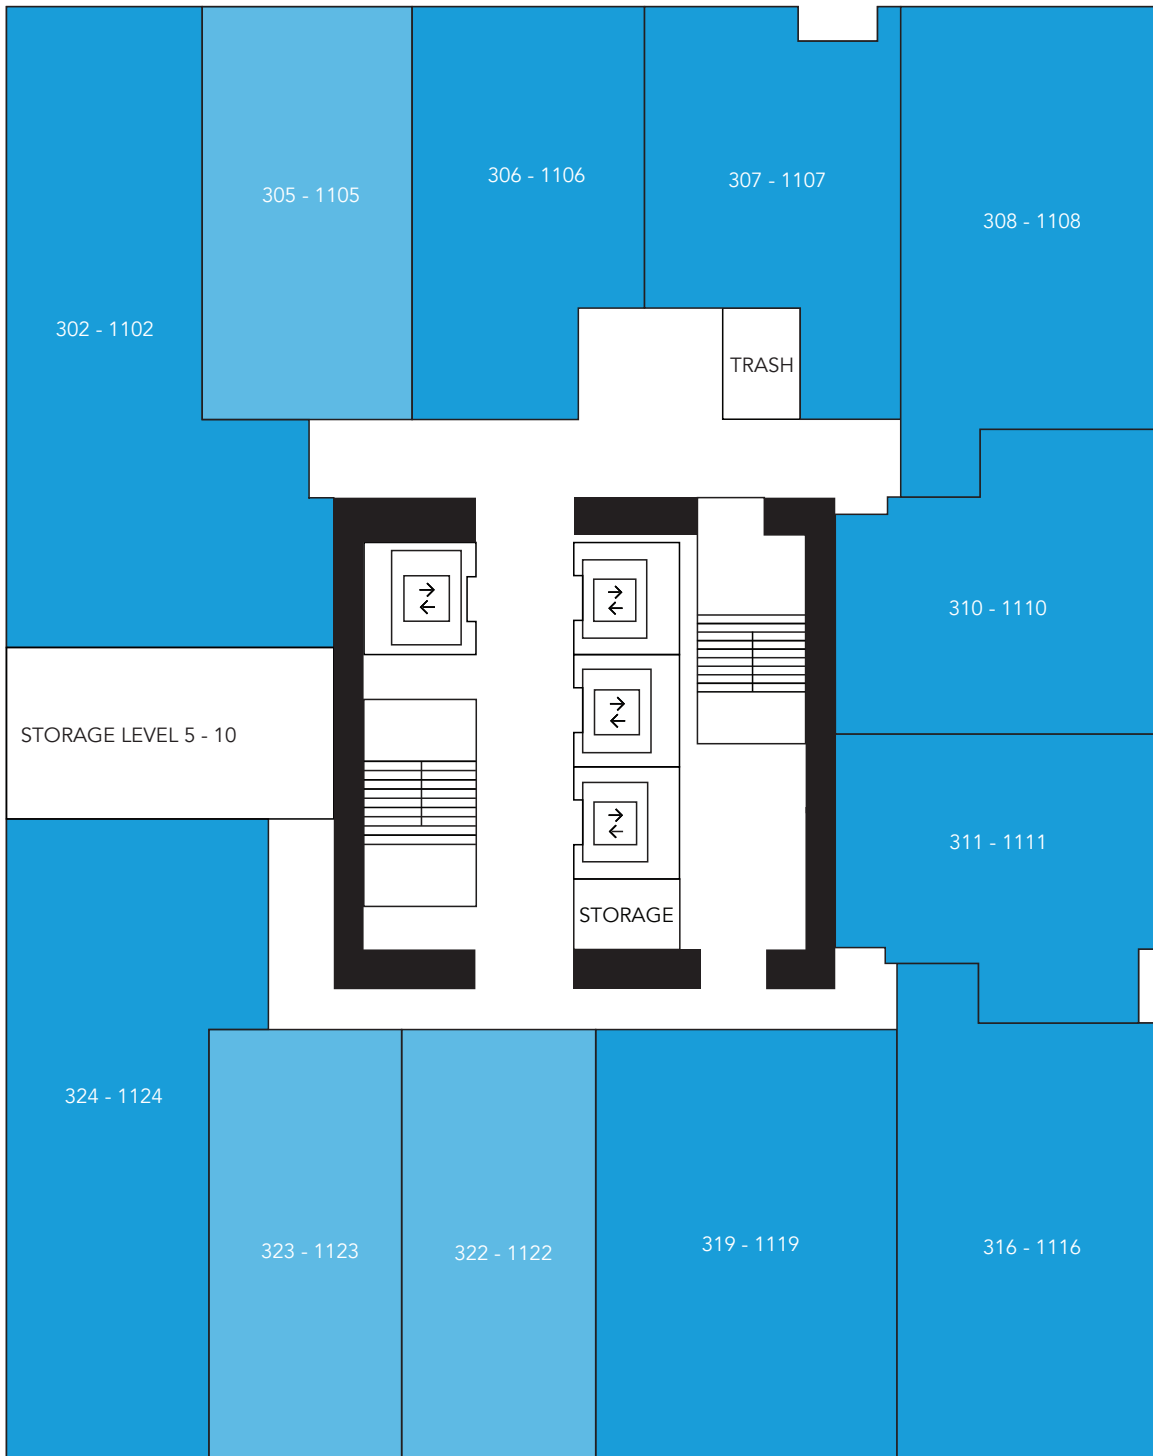 305 - 1105
306 - 1106
307 - 1107
308 - 1108
302 - 1102
TRASH
310 - 1110
STORAGE LEVEL 5 - 10
311 - 1111
STORAGE
324 - 1124
323 - 1123
322 - 1122
319 - 1119
316 - 1116